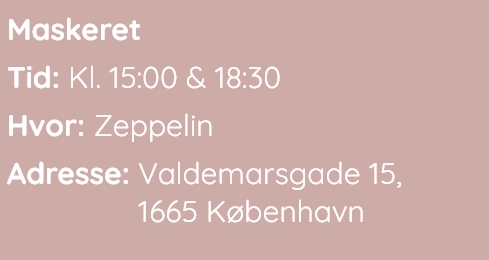 Maskeret
Tid: Kl. 15:00 & 18:30
Hvor: Zeppelin
Adresse: Valdemarsgade 15,
1665 København